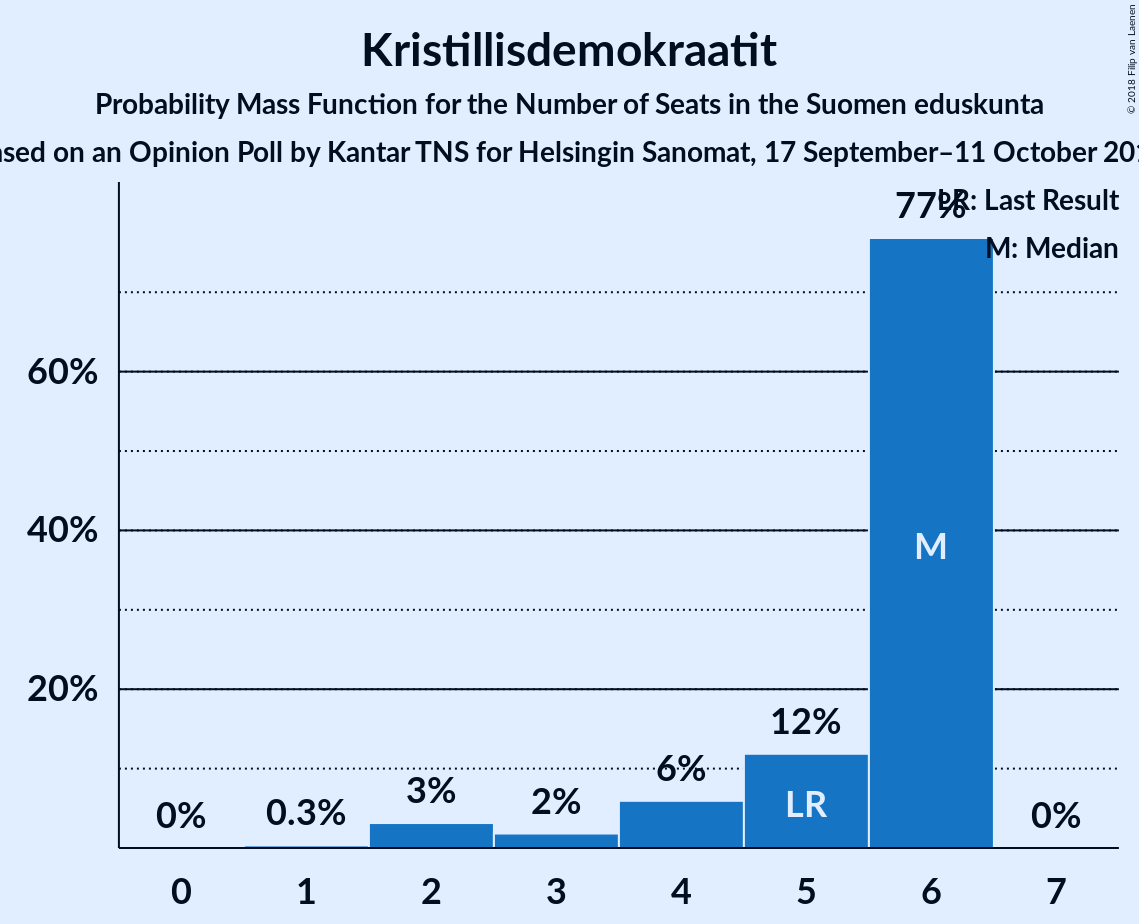 Kristillisdemokraatit
Probability Mass Function for the Number of Seats in the Suomen eduskunta
on an Opinion Poll by Kantar TNS for Helsingin Sanomat, 17 September–11 October
© 2018 Filip van Laenen
LR: Last Result
M: Median
77%
60%
40%
20%
M
12%
6%
3%
2%
0.3%
0%
0%
LR
0 1 2 3 4 5 6 7